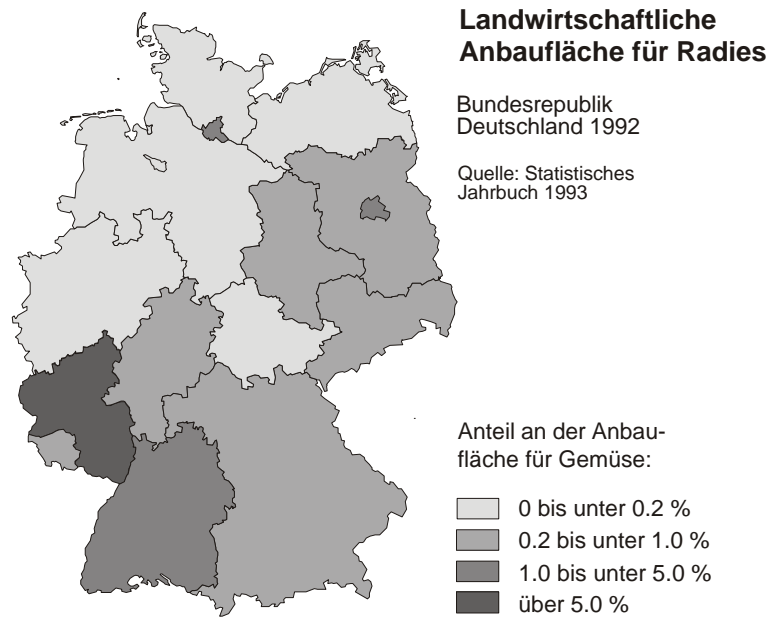 Landwirtschaftliche
Anbaufläche für Radies
Bundesrepublik
Deutschland 1992
Quelle: Statistisches
Jahrbuch 1993
Anteil an der Anbau-
fläche für Gemüse:
0 bis unter 0.2 %
0.2 bis unter 1.0 %
1.0 bis unter 5.0 %
über 5.0 %